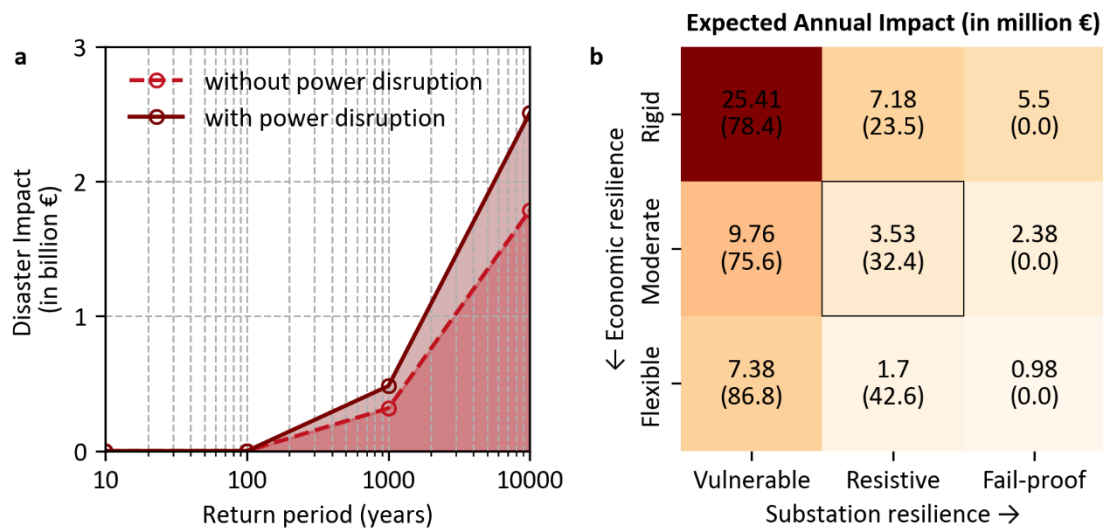 a
3
2
1
0
10
100
1000
10000
Disaster Impact
(in billion €)
Return period (years)
without power disruption
with power disruption
b
Expected Annual Impact (in million €)
← Economic resilience
Rigid
25.41
(78.4)
7.18
(23.5)
5.5
(0.0)
Moderate
9.76
(75.6)
3.53
(32.4)
2.38
(0.0)
Flexible
7.38
(86.8)
1.7
(42.6)
0.98
(0.0)
Vulnerable
Resistive
Fail-proof
Substation resilience →